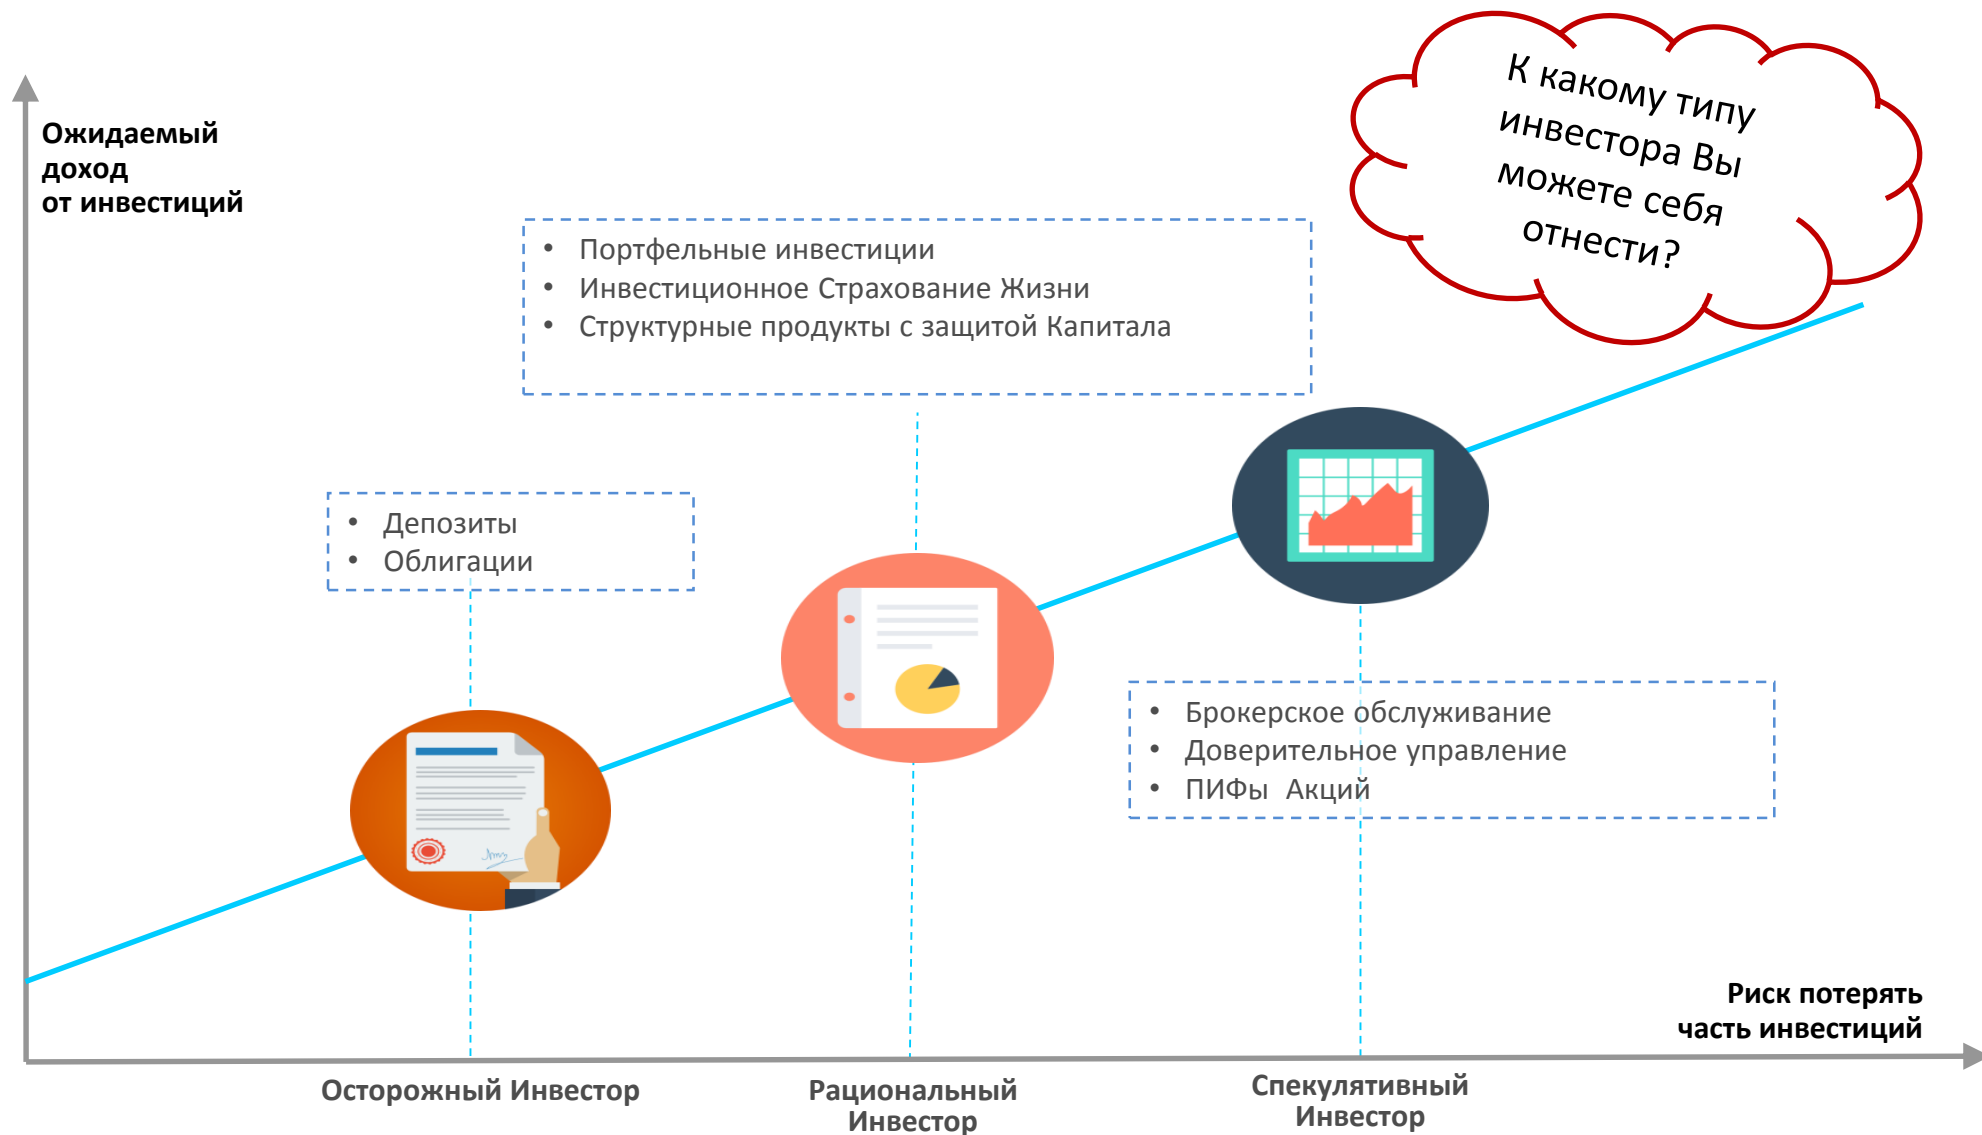 К какому типу
инвестора Вы
можете себя
отнести?
Ожидаемый
доход
от инвестиций
• Портфельные инвестиции
• Инвестиционное Страхование Жизни
• Структурные продукты с защитой Капитала
• Депозиты
• Облигации
• Брокерское обслуживание
• Доверительное управление
• ПИФы Акций
Риск потерять
часть инвестиций
Осторожный Инвестор
Рациональный
Инвестор
Спекулятивный
Инвестор